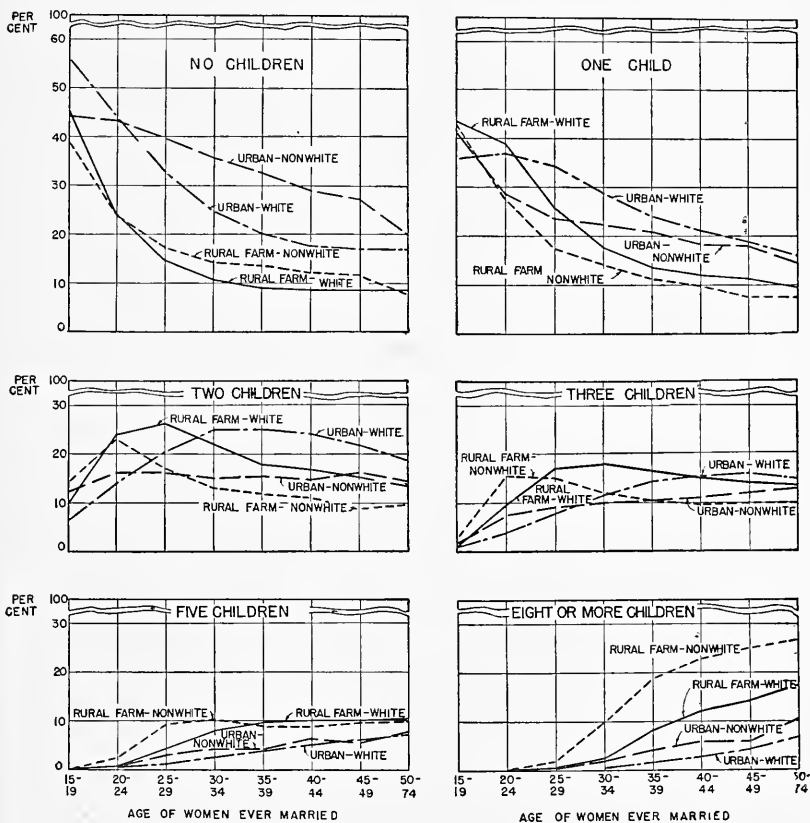 PER
CENT
100
60
50
40
30
20
10
0
NO CHILDREN
URBAN-NONWHITE
URBAN-WHITE
RURAL FARM-NONWHITE
RURAL FARM-WHITE
ONE CHILD
RURAL FARM-WHITE
URBAN-WHITE
URBAN-
NONWHITE
RURAL FARM
NONWHITE
PER
CENT
100
30
20
10
0
TWO CHILDREN
RURAL FARM-WHITE
URBAN-WHITE
URBAN-NONWHITE
RURAL FARM-NONWHITE
THREE CHILDREN
RURAL FARM-
NONWHITE
URBAN-WHITE
RURAL
FARM-WHITE
URBAN-NONWHITE
PER
CENT
100
30
20
10
0
FIVE CHILDREN
RURAL FARM-NONWHITE
RURAL FARM-WHITE
URBAN-
NONWHITE
URBAN-WHITE
15- 20- 25- 30- 35- 40- 45- 50-
19 24 29 34 39 44 49 74
AGE OF WOMEN EVER MARRIED
EIGHT OR MORE CHILDREN
RURAL FARM-NONWHITE
RURAL FARM-WHITE
URBAN-NONWHITE
URBAN-WHITE
15- 20- 25- 30- 35- 40- 45- 50-
19 24 29 34 39 44 49 74
AGE OF WOMEN EVER MARRIED